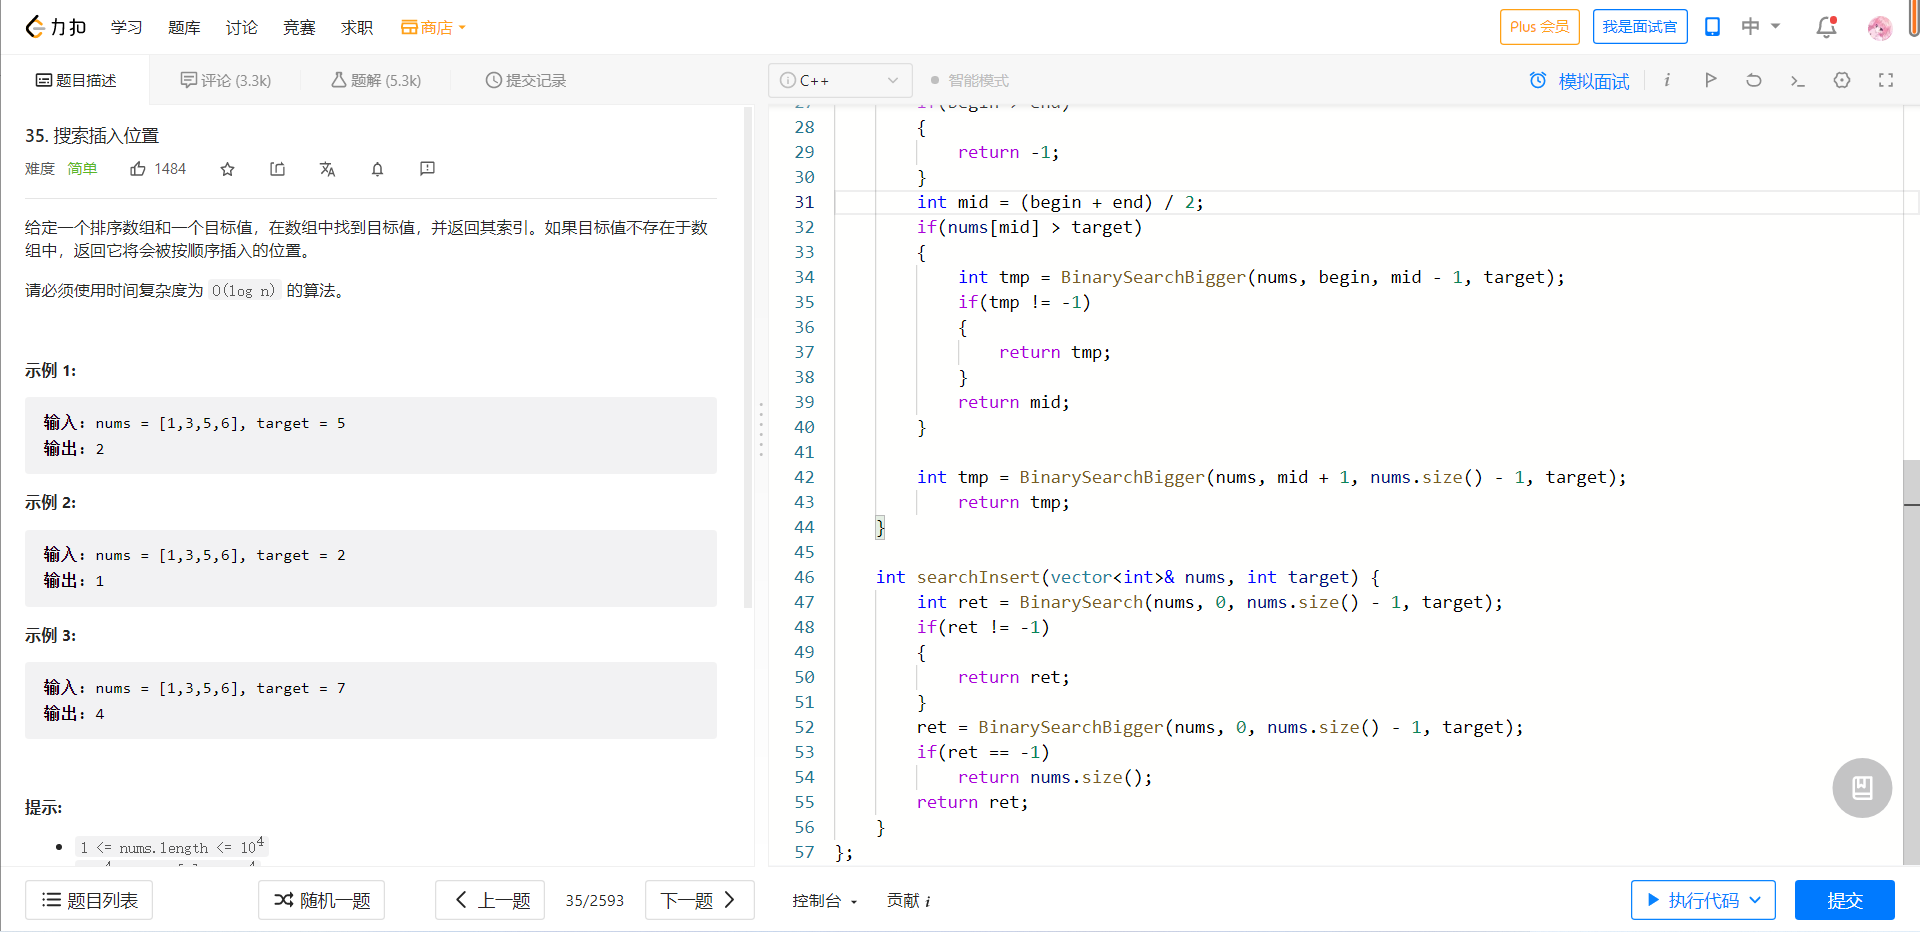 力扣 学习 题库 讨论 竞赛 求职 商店 Plus 会员 我是面试官 中
题目描述 评论 (3.3k) 题解 (5.3k) 提交记录
35. 搜索插入位置
难度 简单 1484
给定一个排序数组和一个目标值，在数组中找到目标值，并返回其索引。如果目标值不存在于数
组中，返回它将会被按顺序插入的位置。
请必须使用时间复杂度为 O(log n) 的算法。
示例 1:
输入: nums = [1,3,5,6], target = 5
输出: 2
示例 2:
输入: nums = [1,3,5,6], target = 2
输出: 1
示例 3:
输入: nums = [1,3,5,6], target = 7
输出: 4
提示:
1 <= nums.length <= 10^4
题目列表 随机一题 上一题 35/2593 下一题
C++ 智能模式 模拟面试
27 if(begin > end)
28 {
29 return -1;
30 }
31 int mid = (begin + end) / 2;
32 if(nums[mid] > target)
33 {
34 int tmp = BinarySearchBigger(nums, begin, mid - 1, target);
35 if(tmp != -1)
36 {
37 return tmp;
38 }
39 return mid;
40 }
41
42 int tmp = BinarySearchBigger(nums, mid + 1, nums.size() - 1, target);
43 return tmp;
44 }
45
46 int searchInsert(vector<int>& nums, int target) {
47 int ret = BinarySearch(nums, 0, nums.size() - 1, target);
48 if(ret != -1)
49 {
50 return ret;
51 }
52 ret = BinarySearchBigger(nums, 0, nums.size() - 1, target);
53 if(ret == -1)
54 return nums.size();
55 return ret;
56 }
57 };
控制台 贡献 i 执行代码 提交